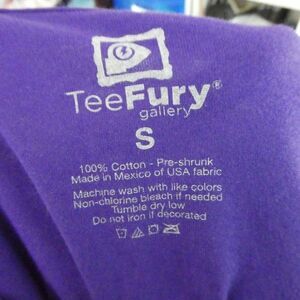 TeeFury®
gallery
S
100% Cotton - Pre-shrunk
Made in Mexico of USA fabric
Machine wash with like colors
Non-chlorine bleach if needed
Tumble dry low
Do not iron if decorated